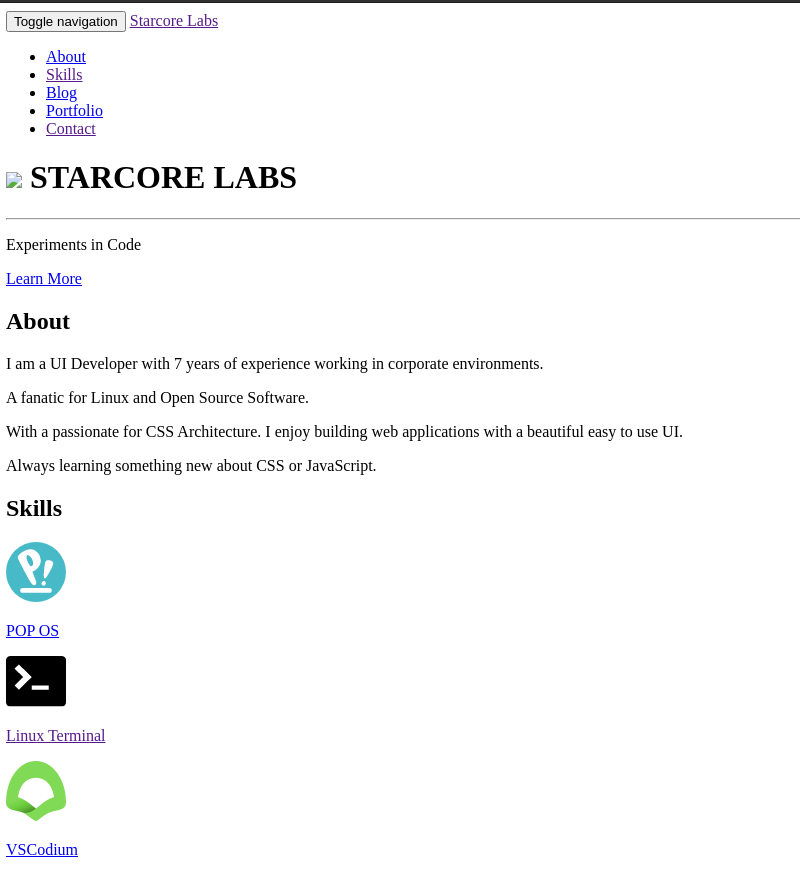 Toggle navigation Starcore Labs
About
Skills
Blog
Portfolio
Contact
STARCORE LABS
Experiments in Code
Learn More
About
I am a UI Developer with 7 years of experience working in corporate environments.
A fanatic for Linux and Open Source Software.
With a passionate for CSS Architecture. I enjoy building web applications with a beautiful easy to use UI.
Always learning something new about CSS or JavaScript.
Skills
P!
POP OS
>_
Linux Terminal
VSCodium